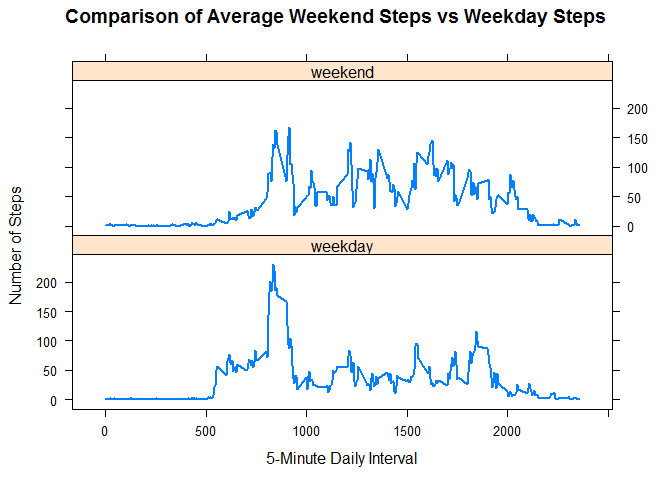 Comparison of Average Weekend Steps vs Weekday Steps
weekend
200
150
100
50
0
weekday
200
150
100
50
0
Number of Steps
0 500 1000 1500 2000
5-Minute Daily Interval